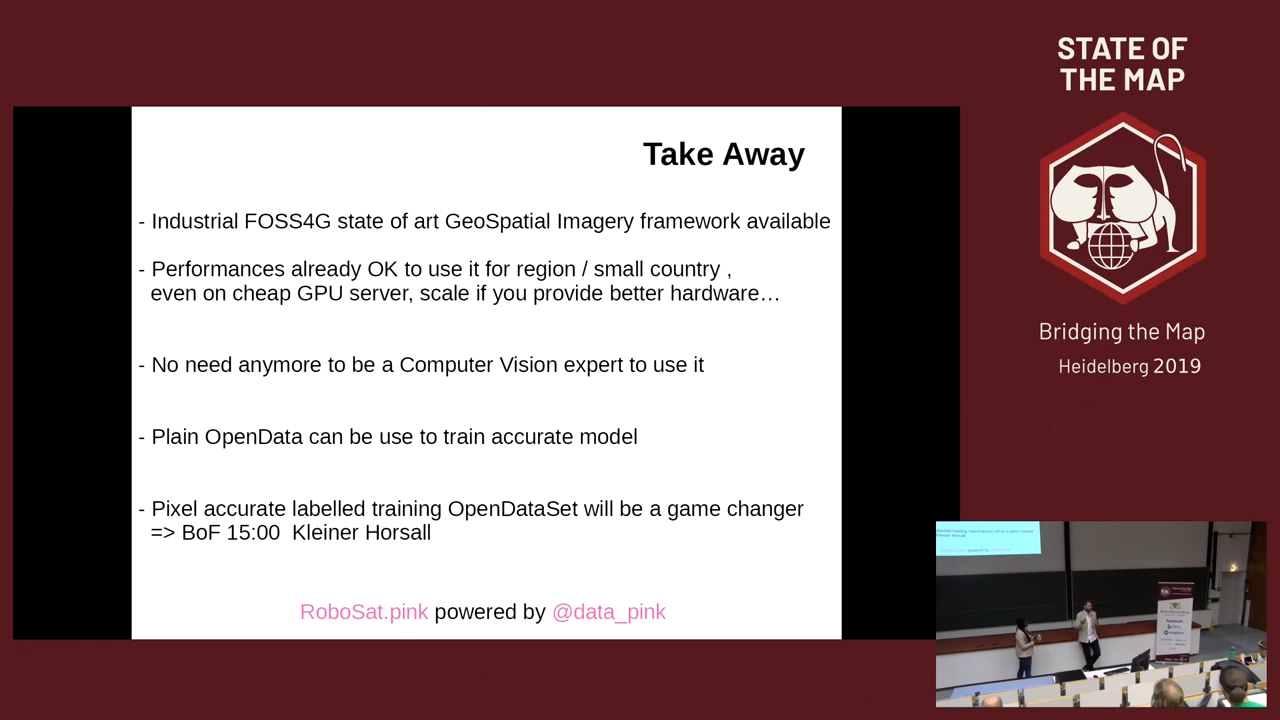 STATE OF
THE MAP
Bridging the Map
Heidelberg 2019
Take Away
- Industrial FOSS4G state of art GeoSpatial Imagery framework available
- Performances already OK to use it for region / small country ,
even on cheap GPU server, scale if you provide better hardware…
- No need anymore to be a Computer Vision expert to use it
- Plain OpenData can be use to train accurate model
- Pixel accurate labelled training OpenDataSet will be a game changer
=> BoF 15:00 Kleiner Horsall
RoboSat.pink powered by @data_pink